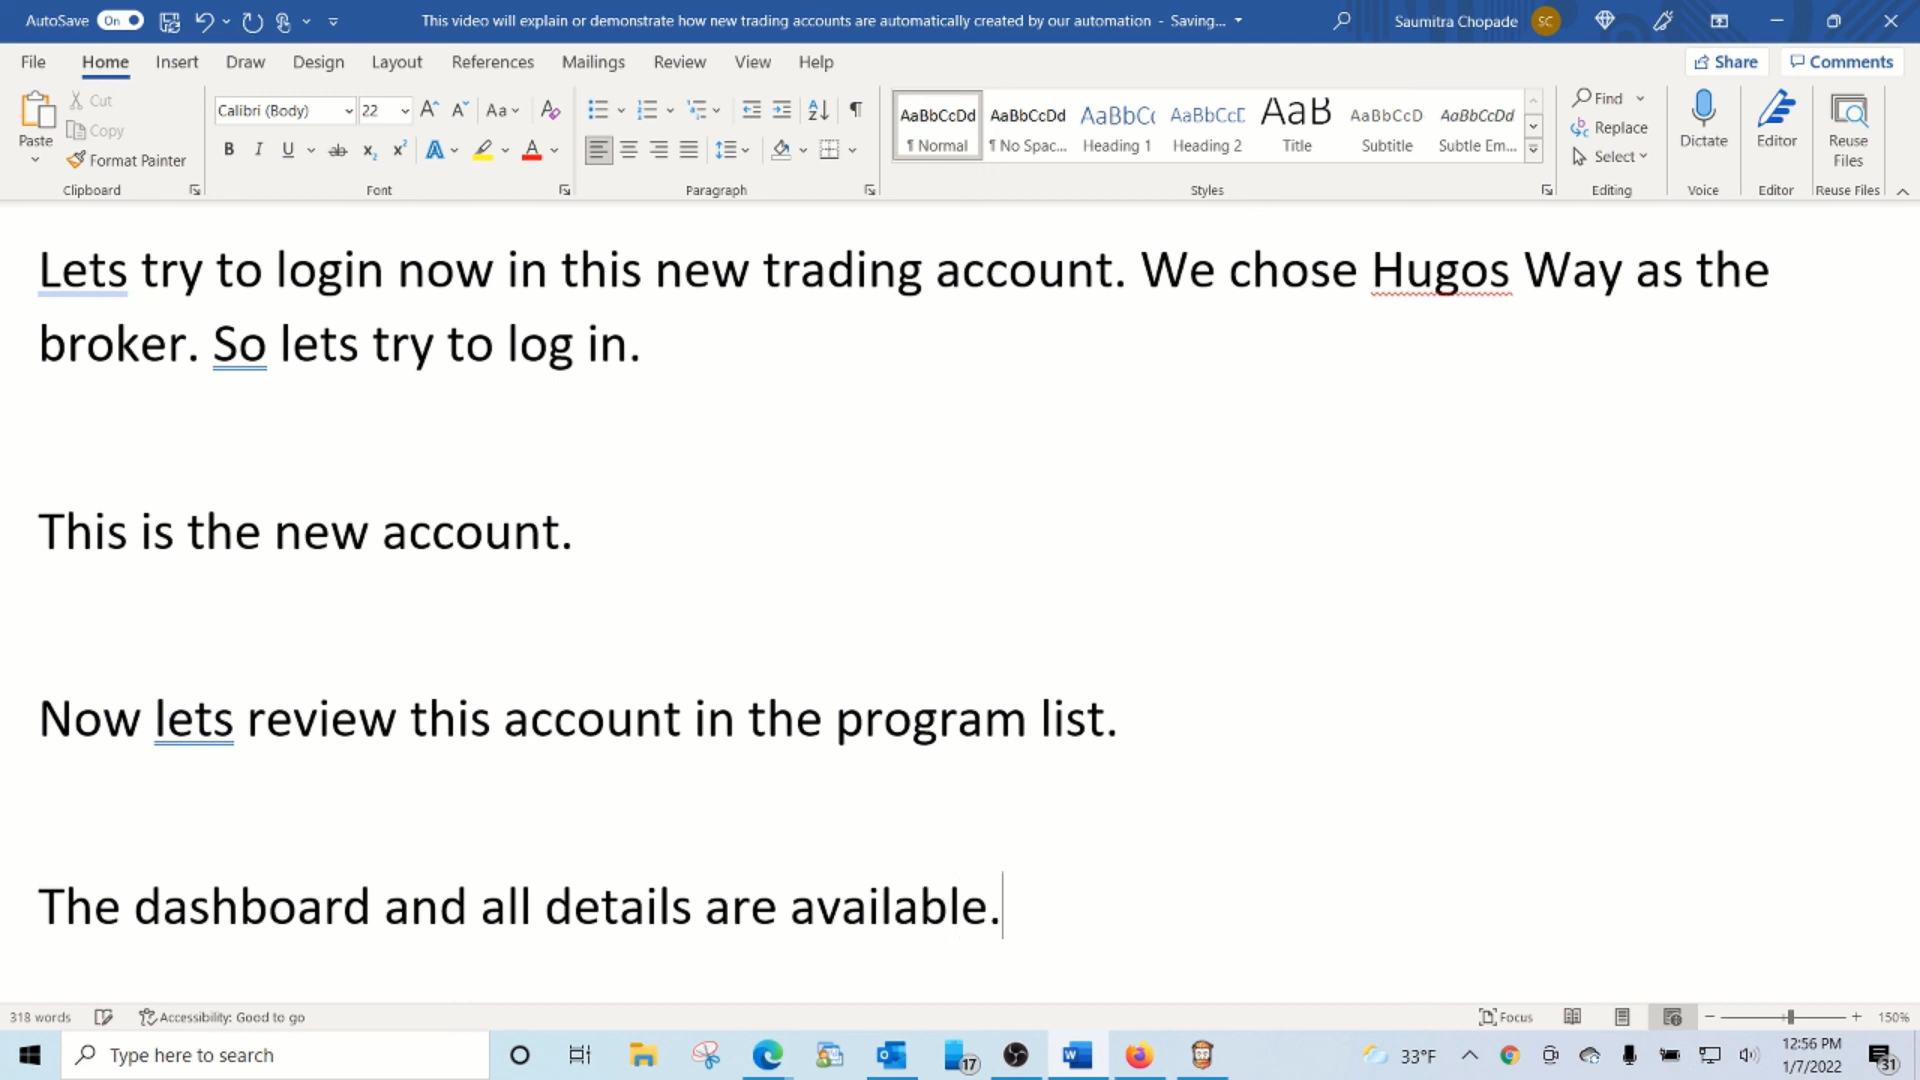 AutoSave On This video will explain or demonstrate how new trading accounts are automatically created by our automation - Saving... Saumitra Chopade SC
File Home Insert Draw Design Layout References Mailings Review View Help Share Comments
Paste
Cut
Copy
Format Painter
Clipboard
Calibri (Body) 22
Font
Paragraph
AaBbCcDd AaBbCcDd AaBbCc AaBbCcD AaB AaBbCcD AaBbCcDd
¶ Normal ¶ No Spac... Heading 1 Heading 2 Title Subtitle Subtle Em...
Styles
Find
Replace
Select
Editing
Dictate
Voice
Editor
Editor
Reuse
Files
Reuse Files
Lets try to login now in this new trading account. We chose Hugos Way as the
broker. So lets try to log in.
This is the new account.
Now lets review this account in the program list.
The dashboard and all details are available.
318 words Accessibility: Good to go Focus 150%
Type here to search 17 33°F 12:56 PM
1/7/2022 31